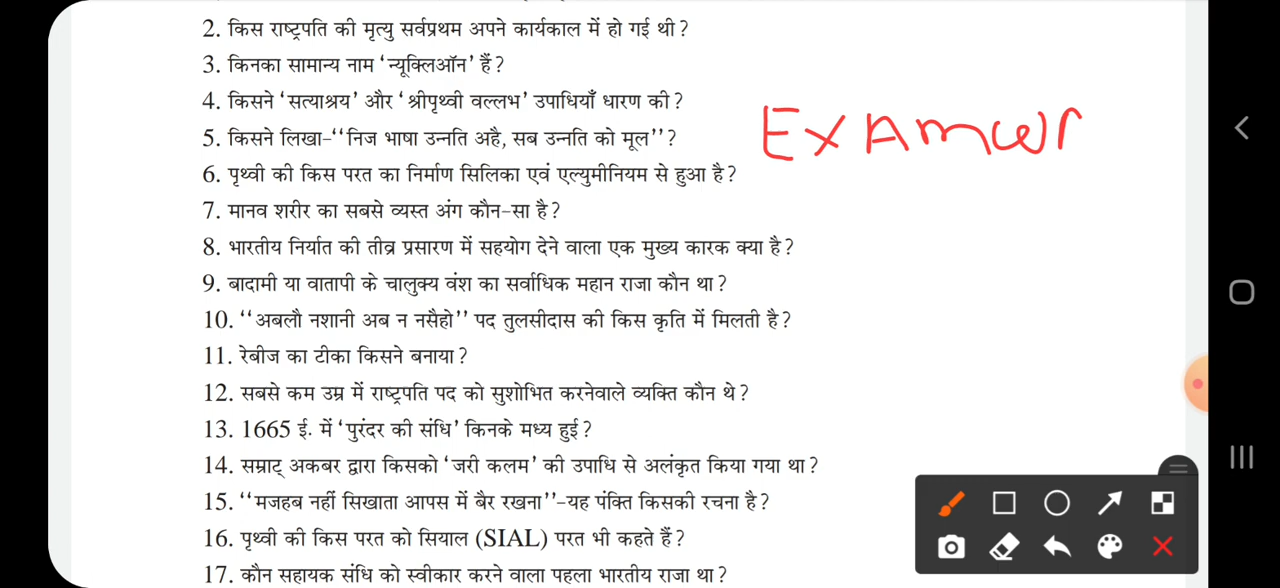 2. किस राष्ट्रपति की मृत्यु सर्वप्रथम अपने कार्यकाल में हो गई थी?
3. किनका सामान्य नाम ‘न्यूक्लिऑन’ हैं?
4. किसने ‘सत्याश्रय’ और ‘श्रीपृथ्वी वल्लभ’ उपाधियाँ धारण की?
5. किसने लिखा-“निज भाषा उन्नति अहै, सब उन्नति को मूल”?
Examwr
6. पृथ्वी की किस परत का निर्माण सिलिका एवं एल्युमीनियम से हुआ है?
7. मानव शरीर का सबसे व्यस्त अंग कौन-सा है?
8. भारतीय निर्यात की तीव्र प्रसारण में सहयोग देने वाला एक मुख्य कारक क्या है?
9. बादामी या वातापी के चालुक्य वंश का सर्वाधिक महान राजा कौन था?
10. “अबलौ नशानी अब न नसैहो” पद तुलसीदास की किस कृति में मिलती है?
11. रेबीज का टीका किसने बनाया?
12. सबसे कम उम्र में राष्ट्रपति पद को सुशोभित करनेवाले व्यक्ति कौन थे?
13. 1665 ई. में ‘पुरंदर की संधि’ किनके मध्य हुई?
14. सम्राट् अकबर द्वारा किसको ‘जरी कलम’ की उपाधि से अलंकृत किया गया था?
15. “मजहब नहीं सिखाता आपस में बैर रखना”-यह पंक्ति किसकी रचना है?
16. पृथ्वी की किस परत को सियाल (SIAL) परत भी कहते हैं?
17. कौन सहायक संधि को स्वीकार करने वाला पहला भारतीय राजा था?